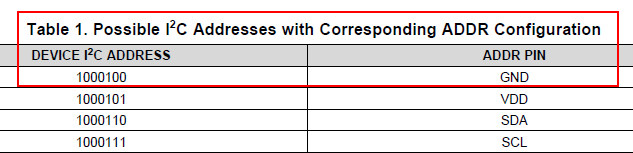 Table 1. Possible I²C Addresses with Corresponding ADDR Configuration
DEVICE I²C ADDRESS ADDR PIN
1000100 GND
1000101 VDD
1000110 SDA
1000111 SCL